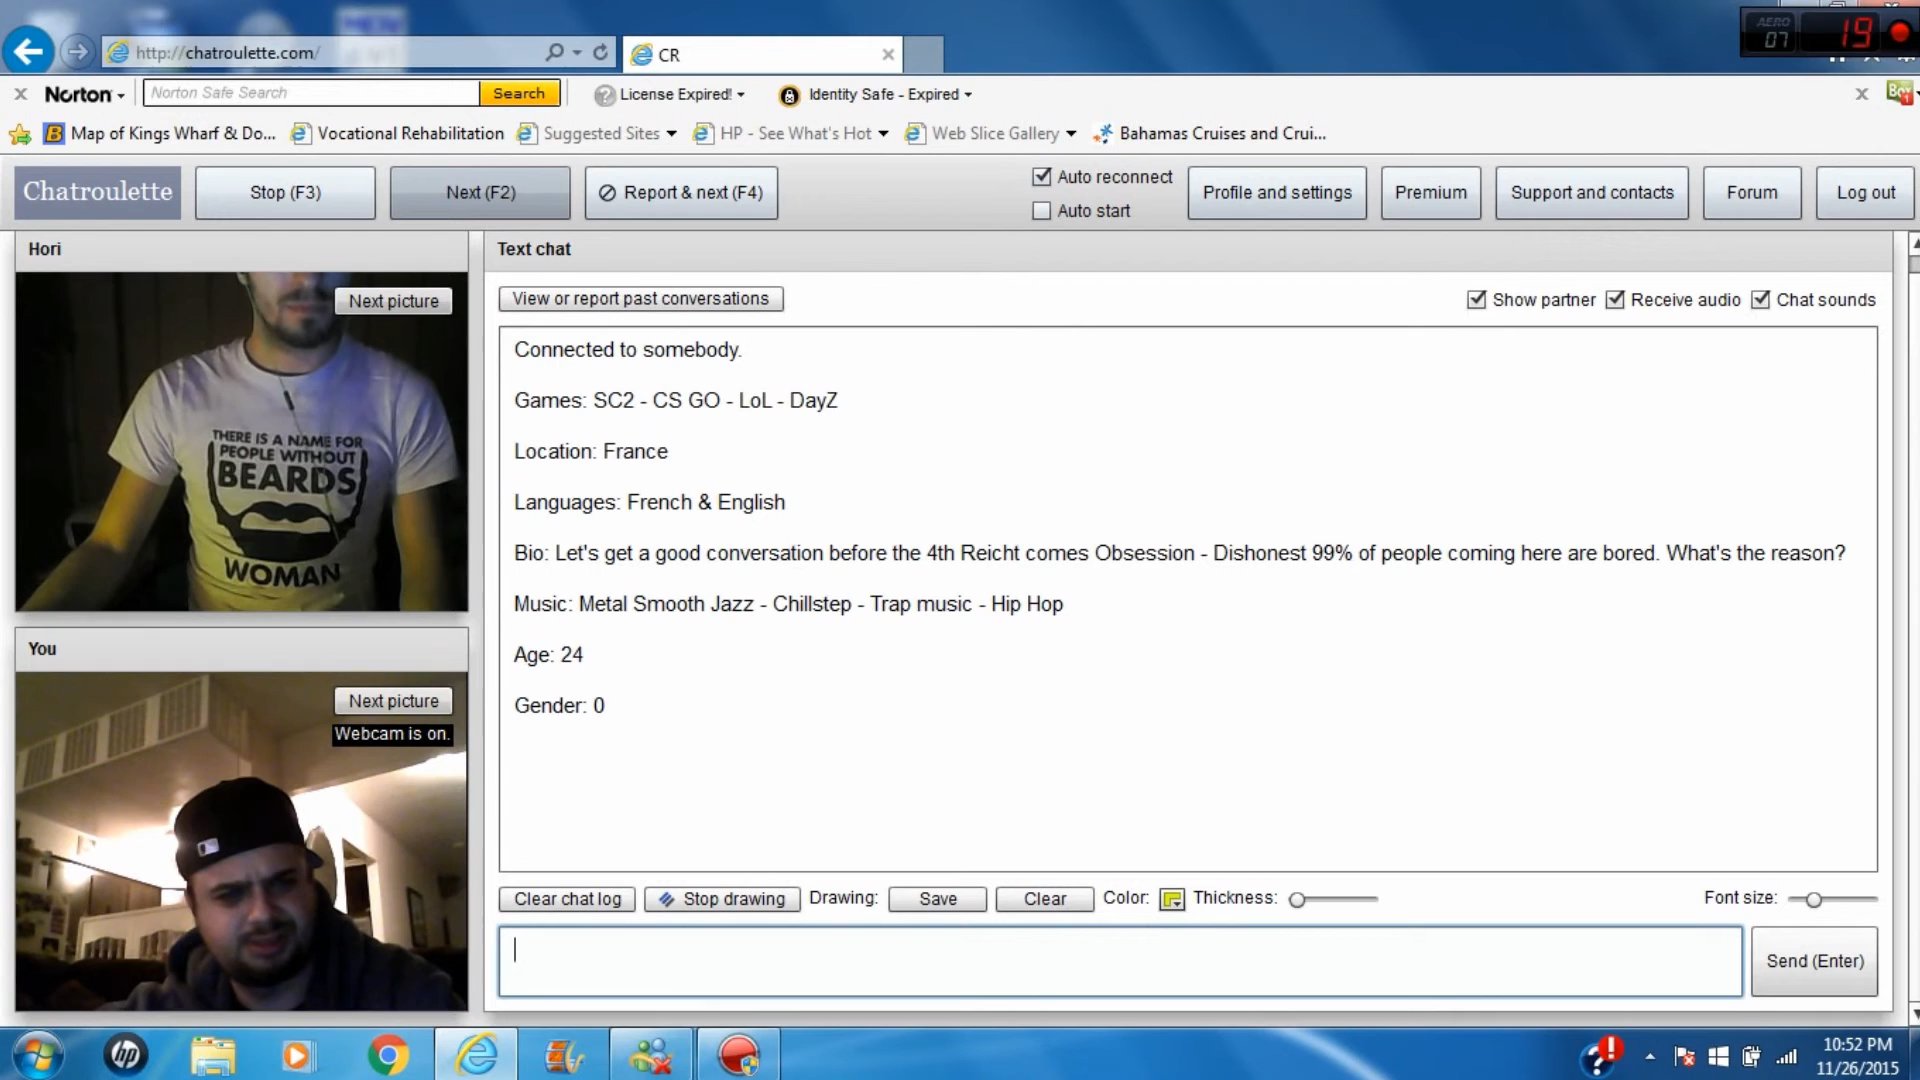 AERO
07
19
http://chatroulette.com/
CR
Norton
Norton Safe Search
Search
License Expired!
Identity Safe - Expired
Map of Kings Wharf & Do...
Vocational Rehabilitation
Suggested Sites
HP - See What's Hot
Web Slice Gallery
Bahamas Cruises and Crui...
Chatroulette
Stop (F3)
Next (F2)
Report & next (F4)
Auto reconnect
Auto start
Profile and settings
Premium
Support and contacts
Forum
Log out
Hori
Next picture
THERE IS A NAME FOR
PEOPLE WITHOUT
BEARDS
WOMAN
You
Next picture
Webcam is on.
Text chat
View or report past conversations
Show partner
Receive audio
Chat sounds
Connected to somebody.
Games: SC2 - CS GO - LoL - DayZ
Location: France
Languages: French & English
Bio: Let's get a good conversation before the 4th Reicht comes Obsession - Dishonest 99% of people coming here are bored. What's the reason?
Music: Metal Smooth Jazz - Chillstep - Trap music - Hip Hop
Age: 24
Gender: 0
Clear chat log
Stop drawing
Drawing:
Save
Clear
Color:
Thickness:
Font size:
Send (Enter)
hp
10:52 PM
11/26/2015